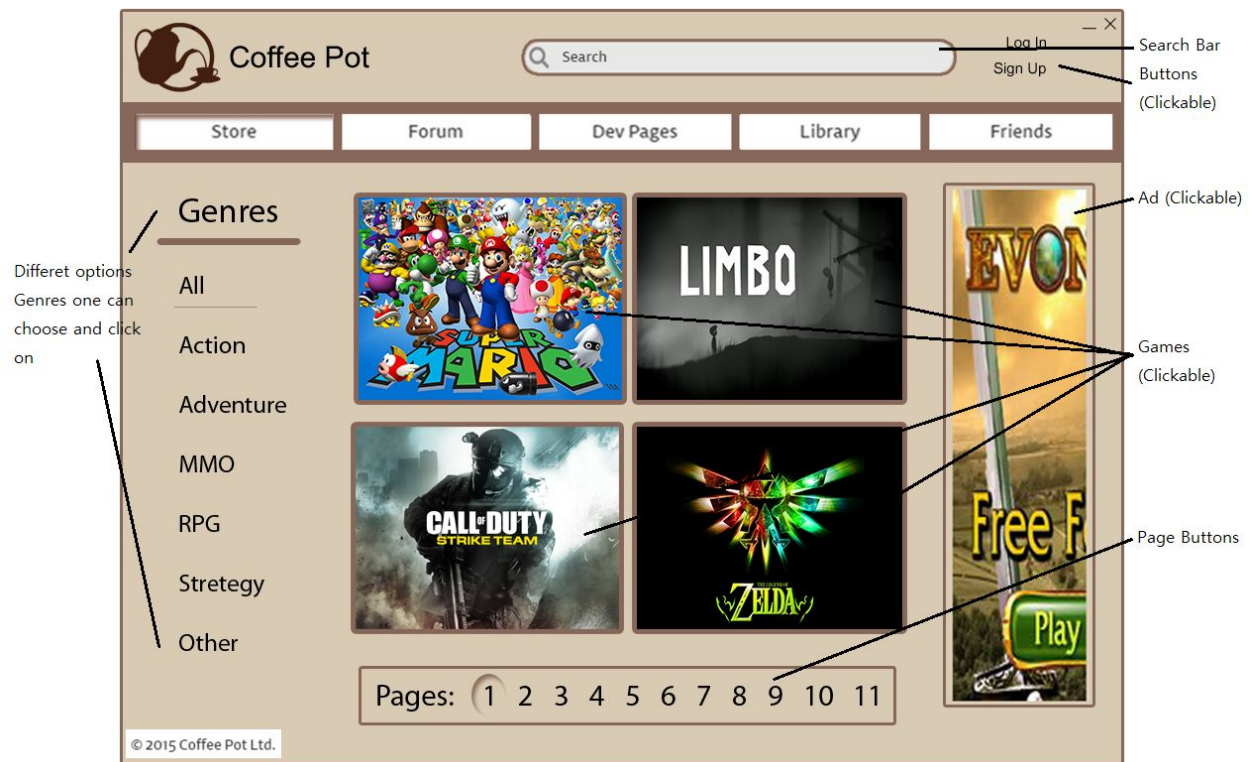 Coffee Pot
Search
Log In
Sign Up
Search Bar
Buttons
(Clickable)
Store
Forum
Dev Pages
Library
Friends
Differet options
Genres one can
choose and click
on
Genres
All
Action
Adventure
MMO
RPG
Stretegy
Other
SUPER
MARIO
LIMBO
CALL OF DUTY
STRIKE TEAM
THE LEGEND OF
ZELDA
EVON
Free F
Play
Ad (Clickable)
Games
(Clickable)
Page Buttons
Pages: 1 2 3 4 5 6 7 8 9 10 11
© 2015 Coffee Pot Ltd.